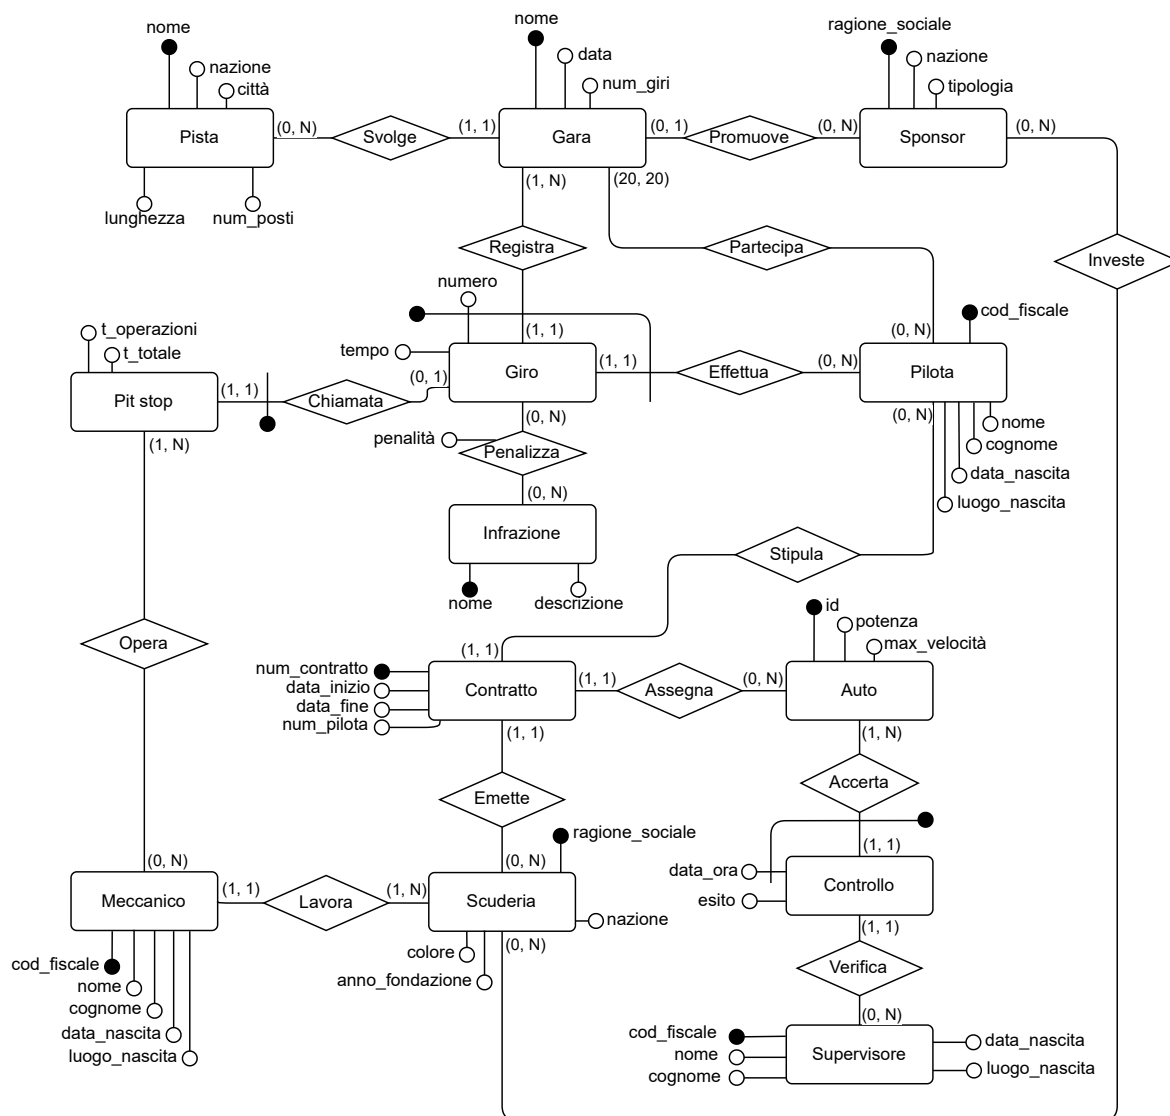 nome
nazione
città
Pista
lunghezza
num_posti
(0, N)
Svolge
(1, 1)
nome
data
num_giri
Gara
(0, 1)
Promuove
(0, N)
ragione_sociale
nazione
tipologia
Sponsor
(0, N)
(1, N)
(20, 20)
Registra
Partecipa
Investe
numero
tempo
(1, 1)
Giro
(1, 1)
Effettua
(0, N)
(0, N)
cod_fiscale
Pilota
(0, N)
nome
cognome
data_nascita
luogo_nascita
t_operazioni
t_totale
Pit stop
(1, 1)
Chiamata
(0, 1)
(1, N)
(0, N)
penalità
Penalizza
(0, N)
Infrazione
nome
descrizione
Stipula
Opera
id
potenza
max_velocità
(1, 1)
num_contratto
data_inizio
data_fine
num_pilota
Contratto
(1, 1)
Assegna
(0, N)
Auto
(1, 1)
(1, N)
Emette
Accerta
ragione_sociale
(0, N)
(0, N)
(1, 1)
Meccanico
(1, 1)
Lavora
(1, N)
Scuderia
nazione
colore
anno_fondazione
(0, N)
data_ora
esito
Controllo
(1, 1)
cod_fiscale
nome
cognome
data_nascita
luogo_nascita
Verifica
(0, N)
cod_fiscale
nome
cognome
Supervisore
data_nascita
luogo_nascita